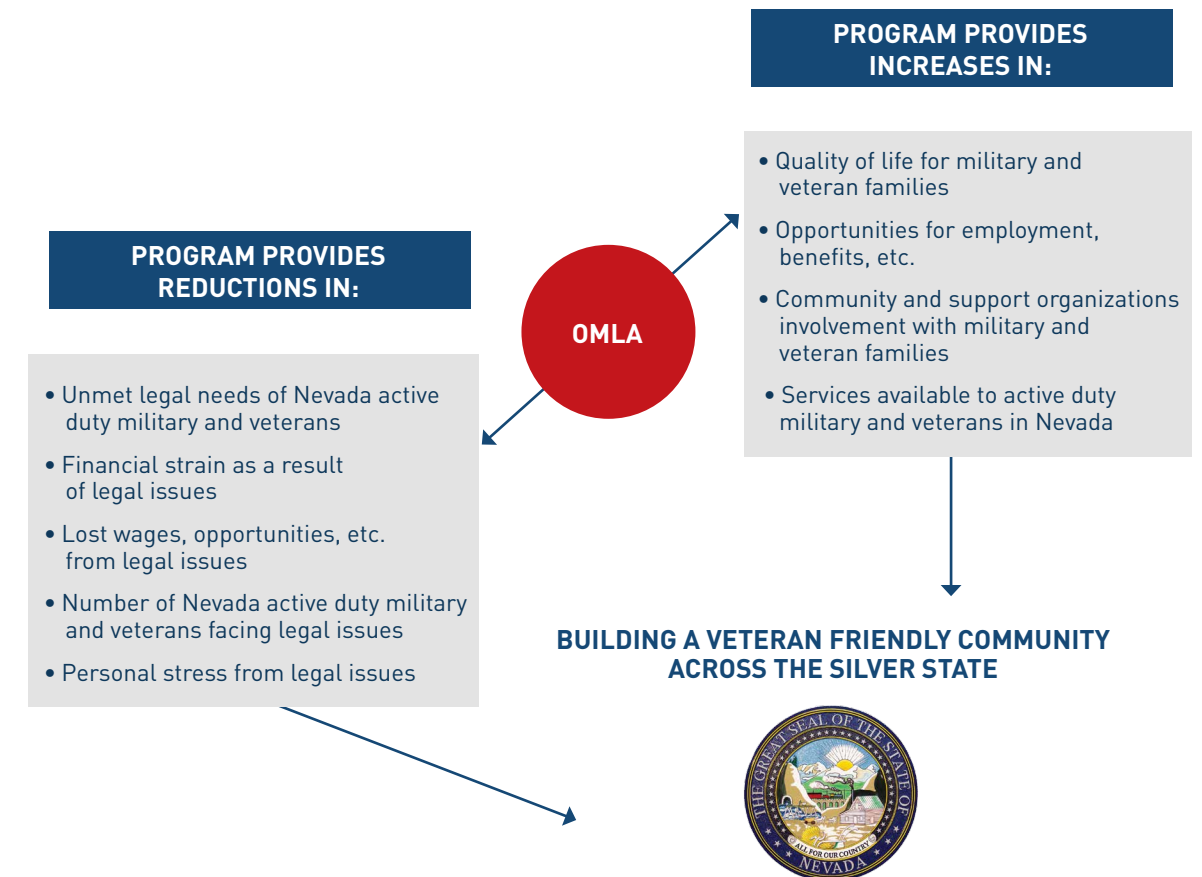 PROGRAM PROVIDES
INCREASES IN:
• Quality of life for military and
veteran families
• Opportunities for employment,
benefits, etc.
• Community and support organizations
involvement with military and
veteran families
• Services available to active duty
military and veterans in Nevada
PROGRAM PROVIDES
REDUCTIONS IN:
• Unmet legal needs of Nevada active
duty military and veterans
• Financial strain as a result
of legal issues
• Lost wages, opportunities, etc.
from legal issues
• Number of Nevada active duty military
and veterans facing legal issues
• Personal stress from legal issues
OMLA
BUILDING A VETERAN FRIENDLY COMMUNITY
ACROSS THE SILVER STATE
THE GREAT SEAL OF THE STATE OF
NEVADA
ALL FOR OUR COUNTRY